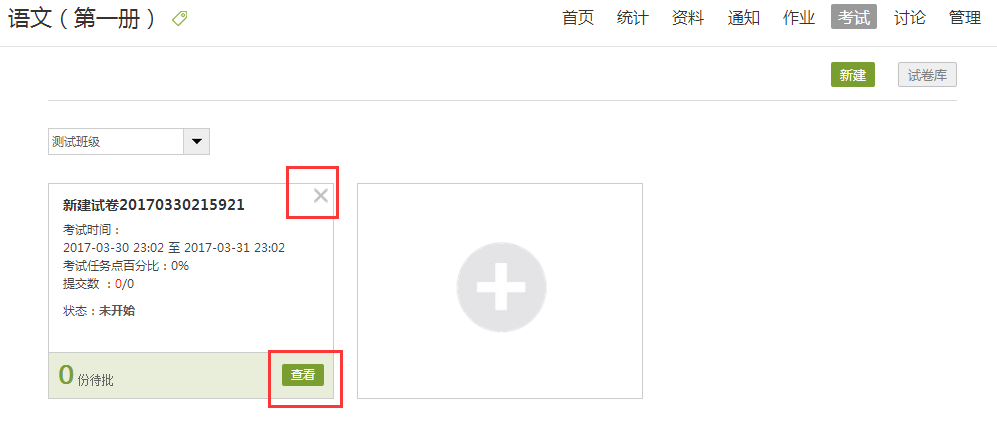 语文（第一册）
首页 统计 资料 通知 作业 考试 讨论 管理
新建 试卷库
测试班级
新建试卷20170330215921
考试时间：
2017-03-30 23:02 至 2017-03-31 23:02
考试任务点百分比：0%
提交数 ：0/0
状态：未开始
0 份待批 查看